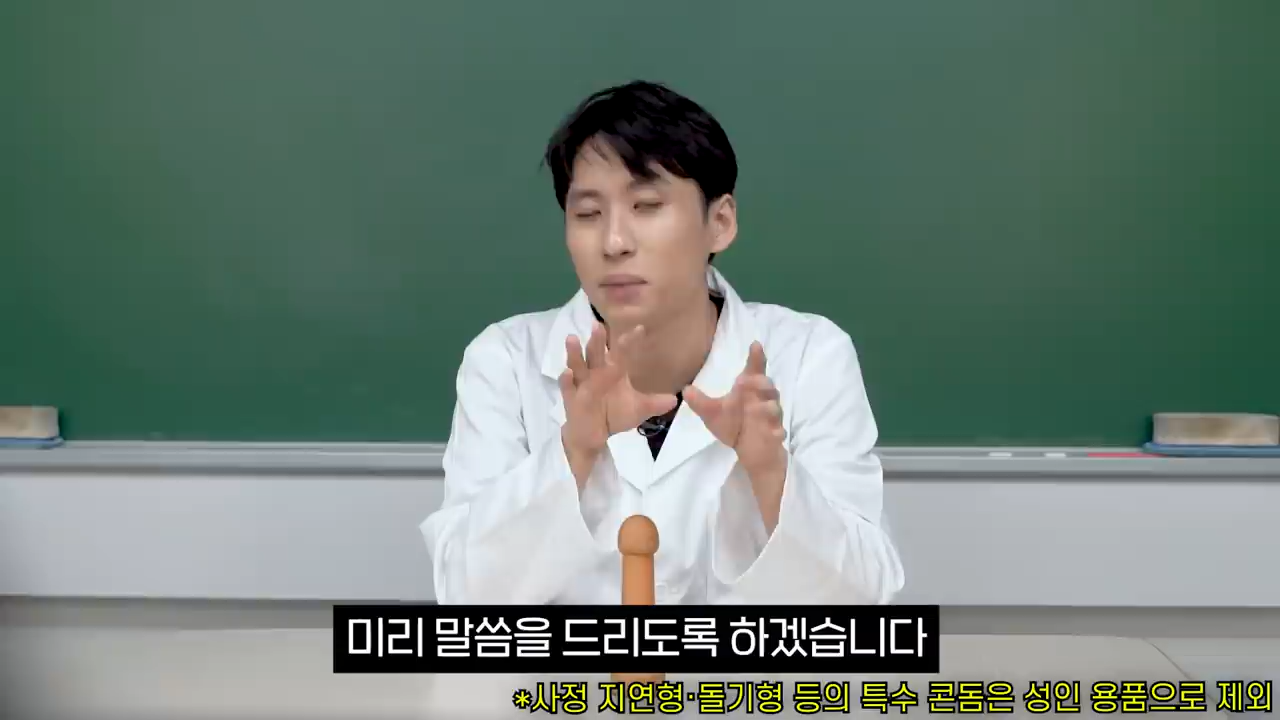 미리 말씀을 드리도록 하겠습니다
*사정 지연형·돌기형 등의 특수 콘돔은 성인 용품으로 제외